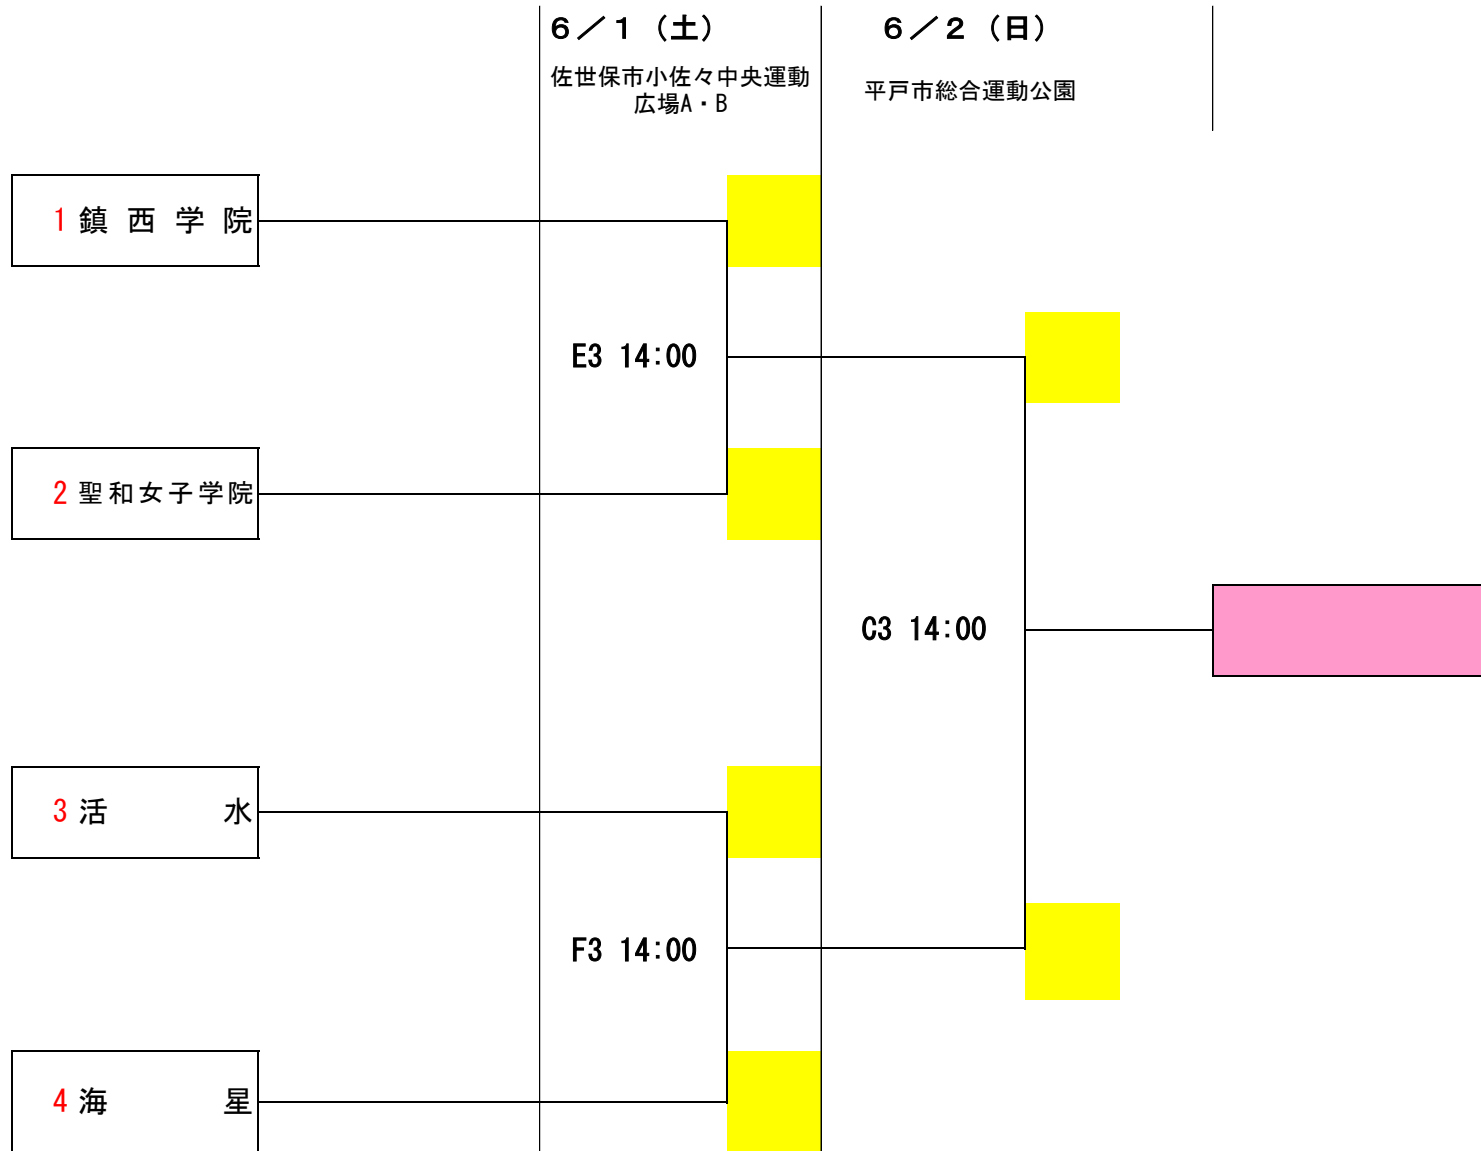 6／1（土）
6／2（日）
佐世保市小佐々中央運動
広場A・B
平戸市総合運動公園
1 鎮西学院
E3 14:00
2 聖和女子学院
C3 14:00
3 活水
F3 14:00
4 海星